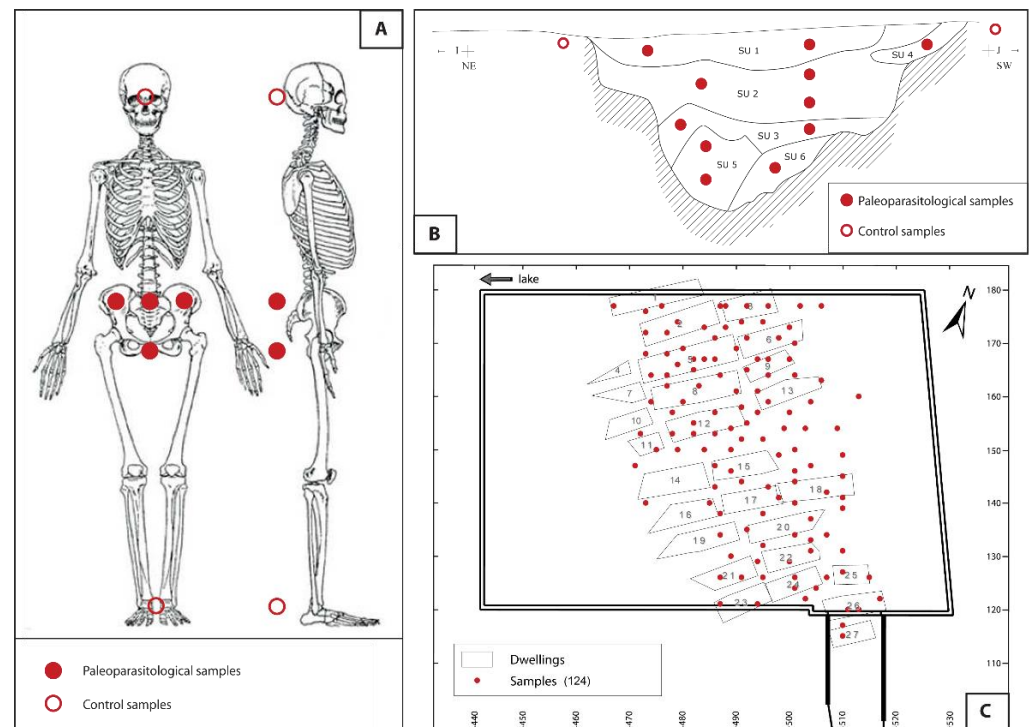 A
Paleoparasitological samples
Control samples
I
NE
J
SW
SU 1
SU 4
SU 2
SU 3
SU 5
SU 6
Paleoparasitological samples
Control samples
B
lake
N
180
170
160
150
140
130
120
110
1
2
3
4
5
6
7
8
9
10
11
12
13
14
15
16
17
18
19
20
21
22
23
24
25
26
27
Dwellings
Samples (124)
-440
-450
-460
-470
-480
-490
-500
-510
-520
-530
C